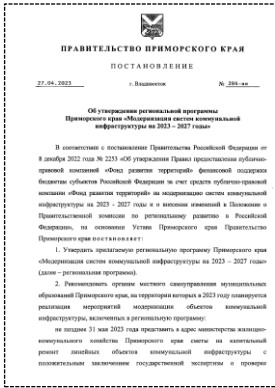 ПРАВИТЕЛЬСТВО ПРИМОРСКОГО КРАЯ
ПОСТАНОВЛЕНИЕ
27.04.2023 г. Владивосток № 286-пп
Об утверждении региональной программы
Приморского края «Модернизация систем коммунальной
инфраструктуры на 2023 – 2027 годы»
В соответствии с постановление Правительства Российской Федерации от
8 декабря 2022 года № 2253 «Об утверждении Правил предоставления публично-
правовой компанией «Фонд развития территорий» финансовой поддержки
бюджетам субъектов Российской Федерации за счет средств публично-правовой
компании «Фонд развития территорий» на модернизацию систем коммунальной
инфраструктуры на 2023 - 2027 годы и о внесении изменений в Положение о
Правительственной комиссии по региональному развитию в Российской
Федерации», на основании Устава Приморского края Правительство
Приморского края постановляет:
1. Утвердить прилагаемую региональную программу Приморского края
«Модернизация систем коммунальной инфраструктуры на 2023 – 2027 годы»
(далее – региональная программа).
2. Рекомендовать органам местного самоуправления муниципальных
образований Приморского края, на территории которых в 2023 году планируется
реализация мероприятий модернизации объектов коммунальной
инфраструктуры, включенных в региональную программу:
не позднее 31 мая 2023 представить в адрес министерства жилищно-
коммунального хозяйства Приморского края сметы на капитальный
ремонт линейных объектов коммунальной инфраструктуры с
положительным заключением государственной экспертизы о проверке